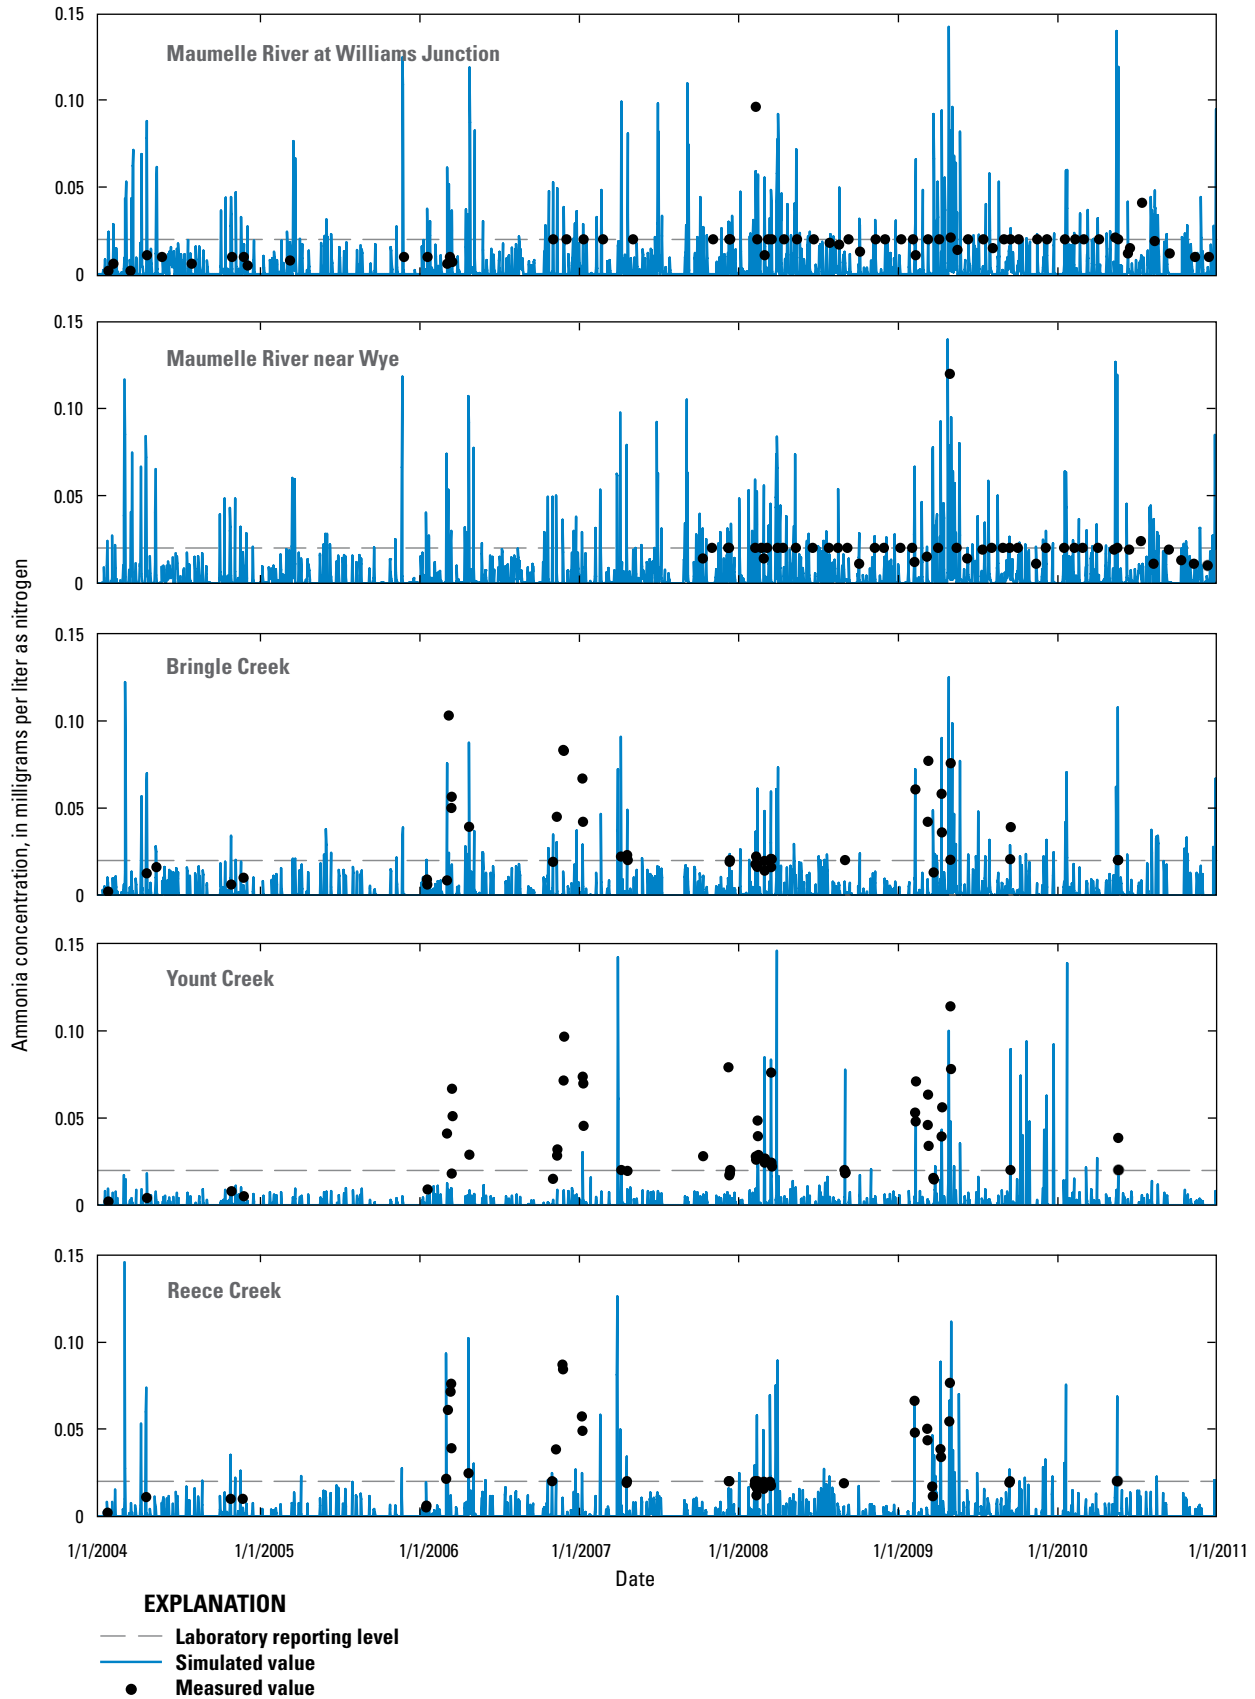 0.15
Maumelle River at Williams Junction
0.10
0.05
0
0.15
Maumelle River near Wye
0.10
0.05
0
0.15
Bringle Creek
0.10
0.05
0
0.15
Yount Creek
0.10
0.05
0
0.15
Reece Creek
0.10
0.05
0
Ammonia concentration, in milligrams per liter as nitrogen
1/1/2004 1/1/2005 1/1/2006 1/1/2007 1/1/2008 1/1/2009 1/1/2010 1/1/2011
Date
EXPLANATION
Laboratory reporting level
Simulated value
Measured value